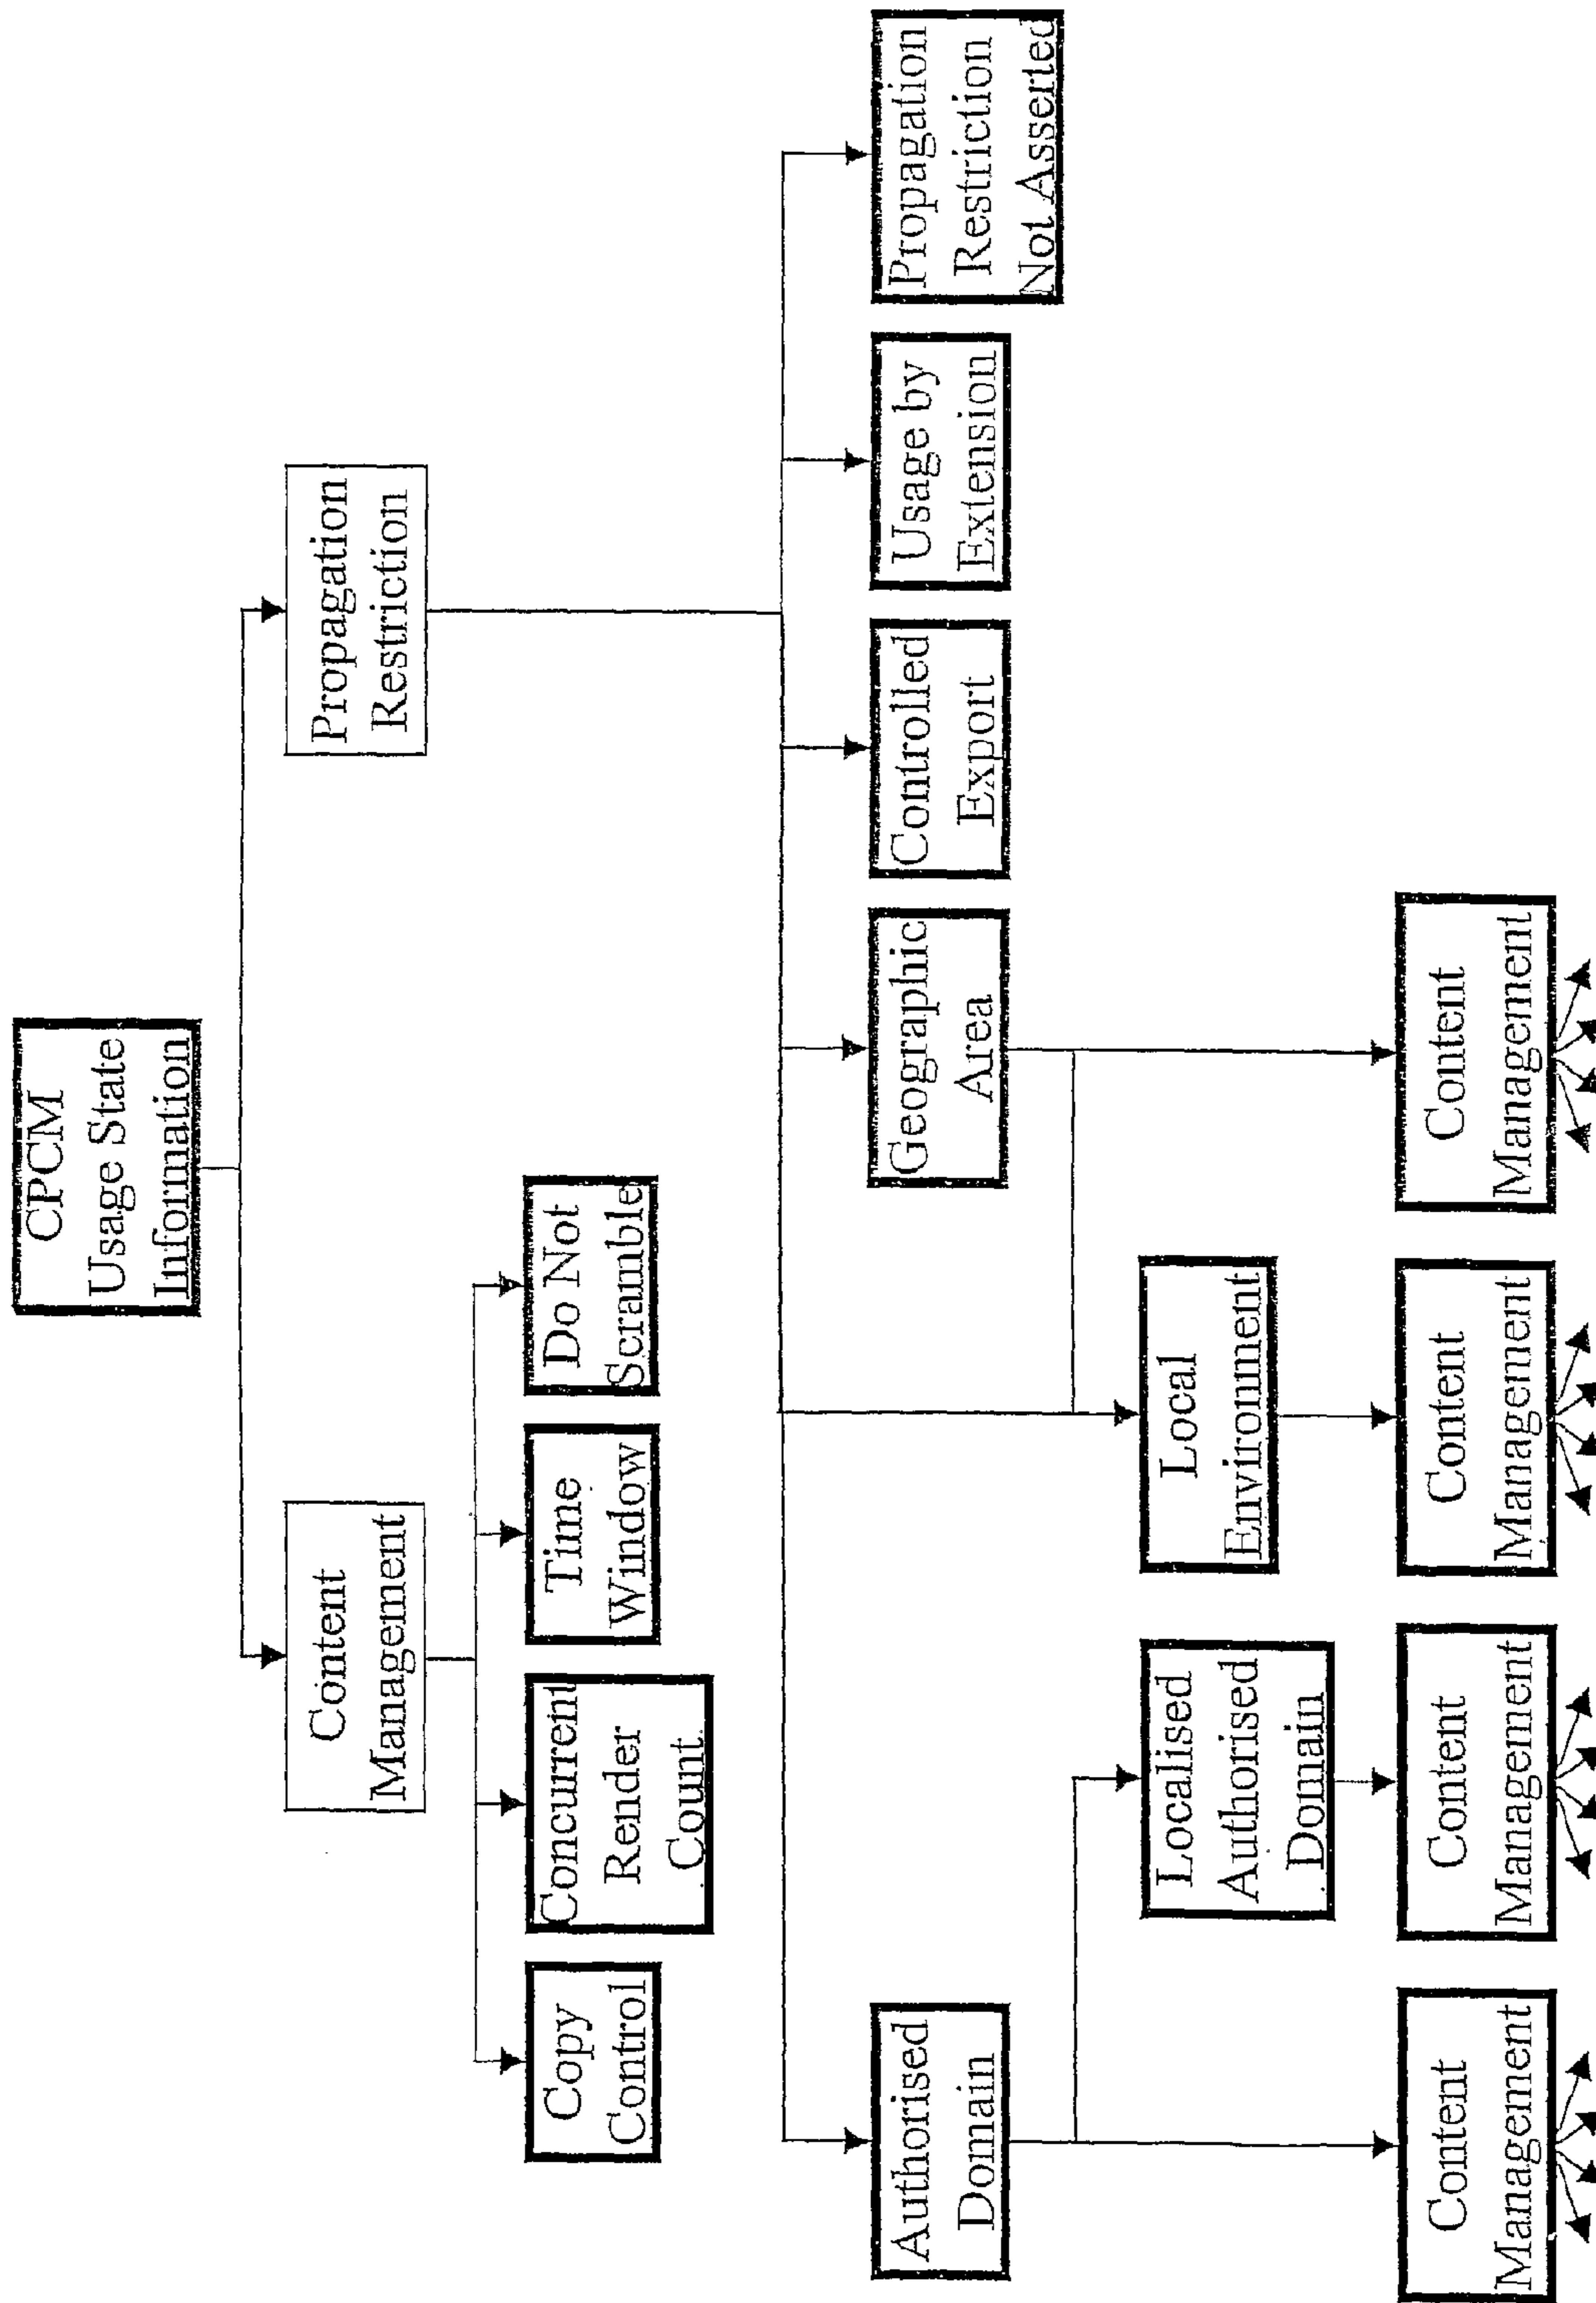 CPCM
Usage State
Information
Content
Management
Propagation
Restriction
Copy
Control
Concurrent
Render
Count
Time
Window
Do Not
Scramble
Authorised
Domain
Geographic
Area
Controlled
Export
Usage by
Extension
Propagation
Restriction
Not Asserted
Localised
Authorised
Domain
Local
Environment
Content
Management
Content
Management
Content
Management
Content
Management